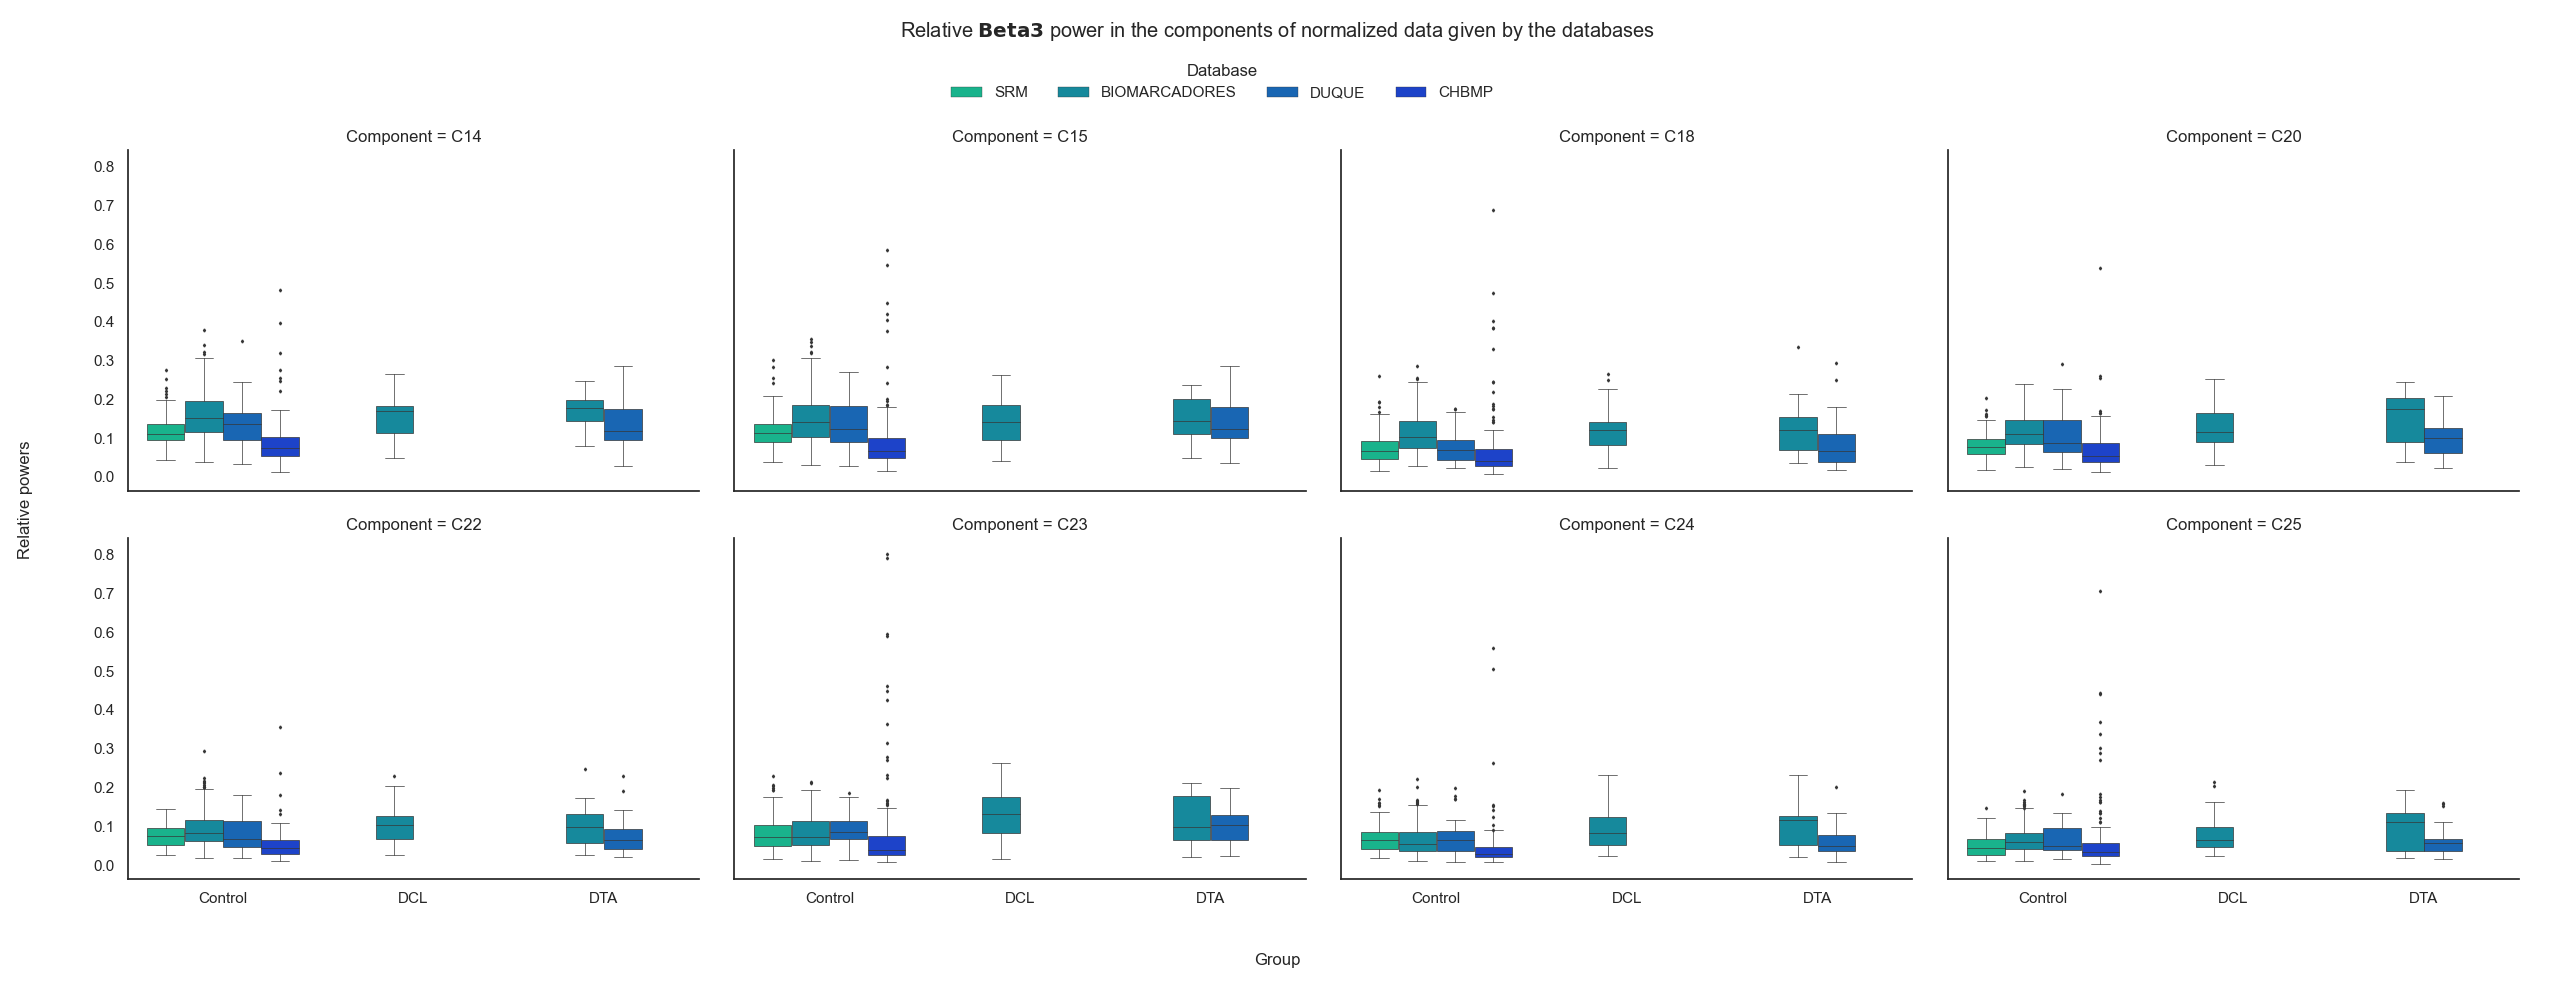 Relative Beta3 power in the components of normalized data given by the databases
Database
SRM BIOMARCADORES DUQUE CHBMP
Component = C14 Component = C15 Component = C18 Component = C20
0.8
0.7
0.6
0.5
0.4
0.3
0.2
0.1
0.0
Relative powers
Component = C22 Component = C23 Component = C24 Component = C25
0.8
0.7
0.6
0.5
0.4
0.3
0.2
0.1
0.0
Control DCL DTA Control DCL DTA Control DCL DTA Control DCL DTA
Group